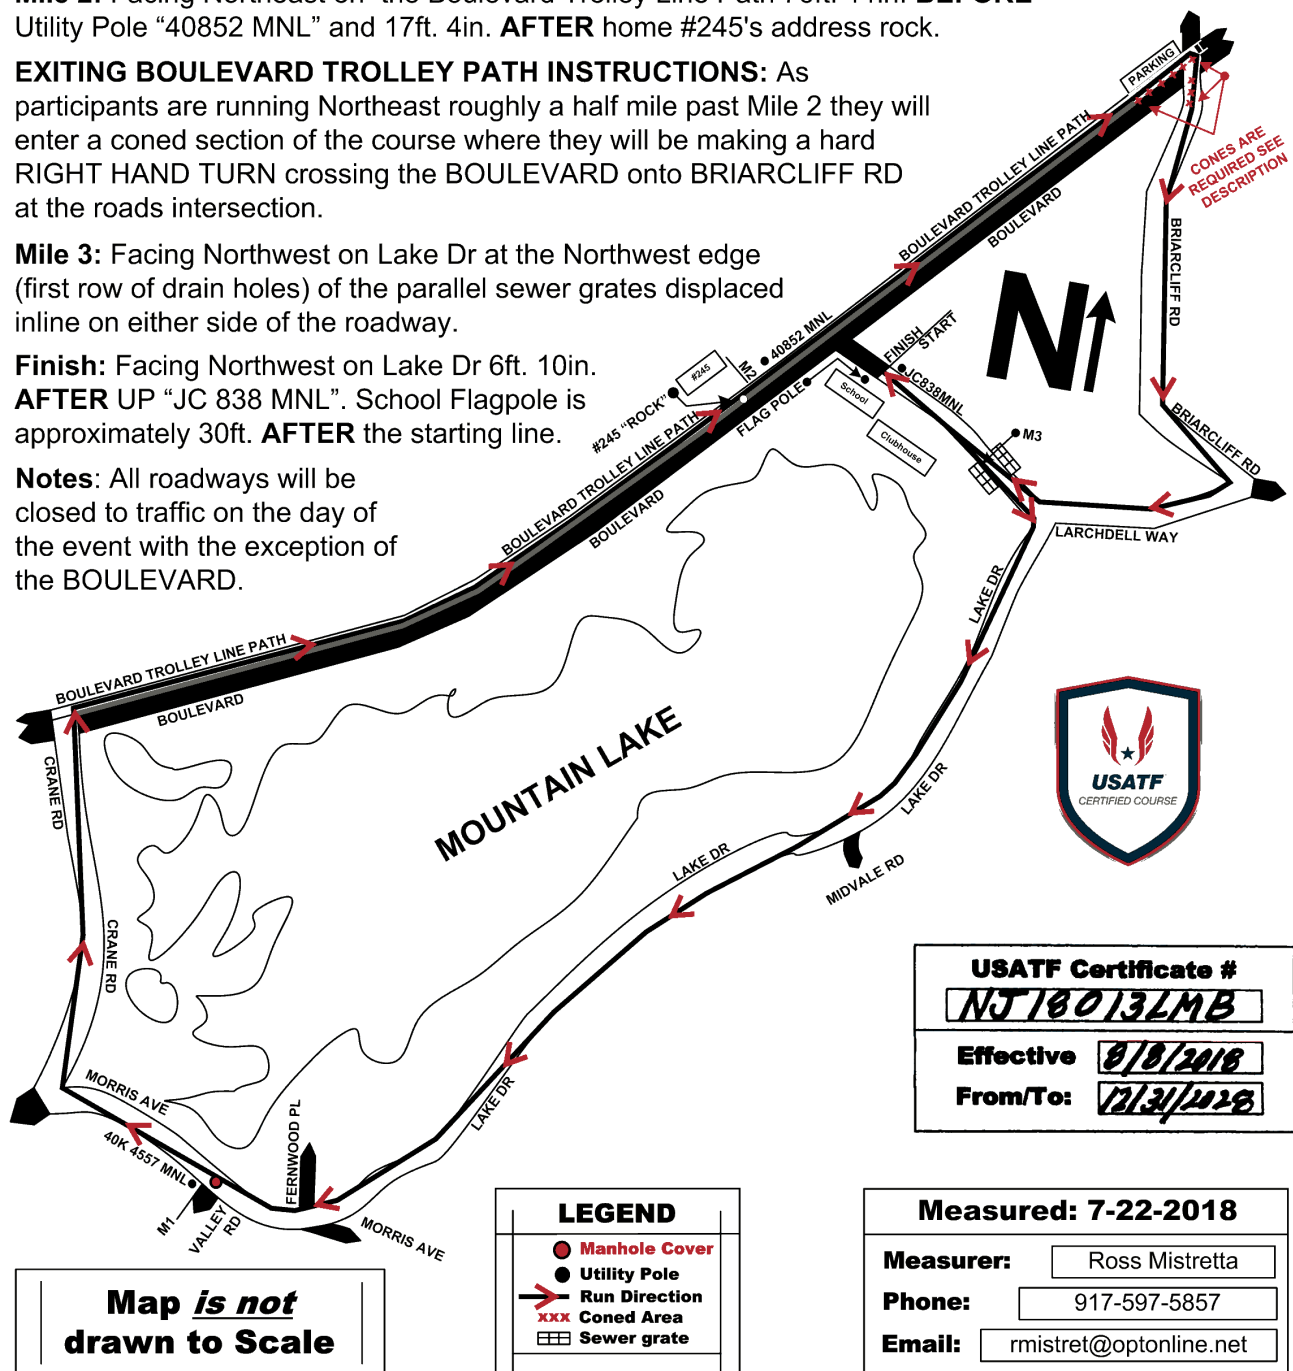 Utility Pole “40852 MNL” and 17ft. 4in. AFTER home #245's address rock.
EXITING BOULEVARD TROLLEY PATH INSTRUCTIONS: As
participants are running Northeast roughly a half mile past Mile 2 they will
enter a coned section of the course where they will be making a hard
RIGHT HAND TURN crossing the BOULEVARD onto BRIARCLIFF RD
at the roads intersection.
Mile 3: Facing Northwest on Lake Dr at the Northwest edge
(first row of drain holes) of the parallel sewer grates displaced
inline on either side of the roadway.
Finish: Facing Northwest on Lake Dr 6ft. 10in.
AFTER UP “JC 838 MNL”. School Flagpole is
approximately 30ft. AFTER the starting line.
Notes: All roadways will be
closed to traffic on the day of
the event with the exception of
the BOULEVARD.
PARKING
CONES ARE
REQUIRED SEE
DESCRIPTION
BOULEVARD TROLLEY LINE PATH
BOULEVARD
BRIARCLIFF RD
N
40852 MNL
FINISH
START
M2
#245
#245 “ROCK”
JC838MNL
School
FLAG POLE
Clubhouse
M3
BRIARCLIFF RD
BOULEVARD TROLLEY LINE PATH
BOULEVARD
LARCHDELL WAY
LAKE DR
BOULEVARD TROLLEY LINE PATH
BOULEVARD
MOUNTAIN LAKE
CRANE RD
USATF
CERTIFIED COURSE
LAKE DR
LAKE DR
MIDVALE RD
CRANE RD
USATF Certificate #
NJ18013LMB
Effective 8/8/2018
From/To: 12/31/2028
MORRIS AVE
LAKE DR
40K 4557 MNL
FERNWOOD PL
M1
VALLEY
RD
MORRIS AVE
LEGEND
Manhole Cover
Utility Pole
Run Direction
xxx Coned Area
Sewer grate
Measured: 7-22-2018
Measurer: Ross Mistretta
Phone: 917-597-5857
Email: rmistret@optonline.net
Map is not
drawn to Scale